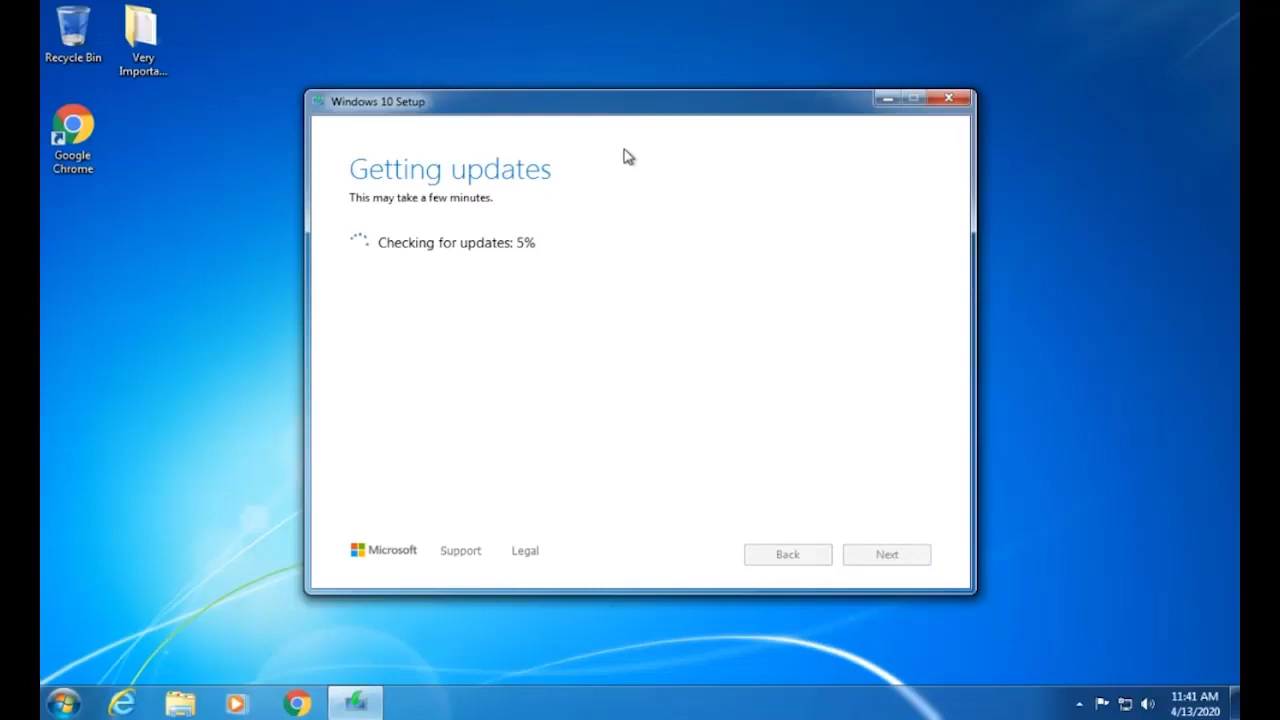 Recycle Bin
Very
Importa...
Google
Chrome
Windows 10 Setup
Getting updates
This may take a few minutes.
Checking for updates: 5%
Microsoft
Support
Legal
Back
Next
11:41 AM
4/13/2020